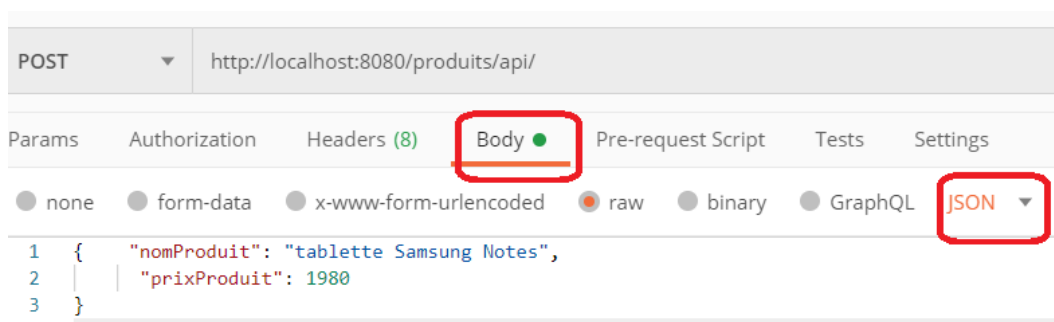 POST http://localhost:8080/produits/api/
Params Authorization Headers (8) Body Pre-request Script Tests Settings
none form-data x-www-form-urlencoded raw binary GraphQL JSON
1 { "nomProduit": "tablette Samsung Notes",
2 "prixProduit": 1980
3 }